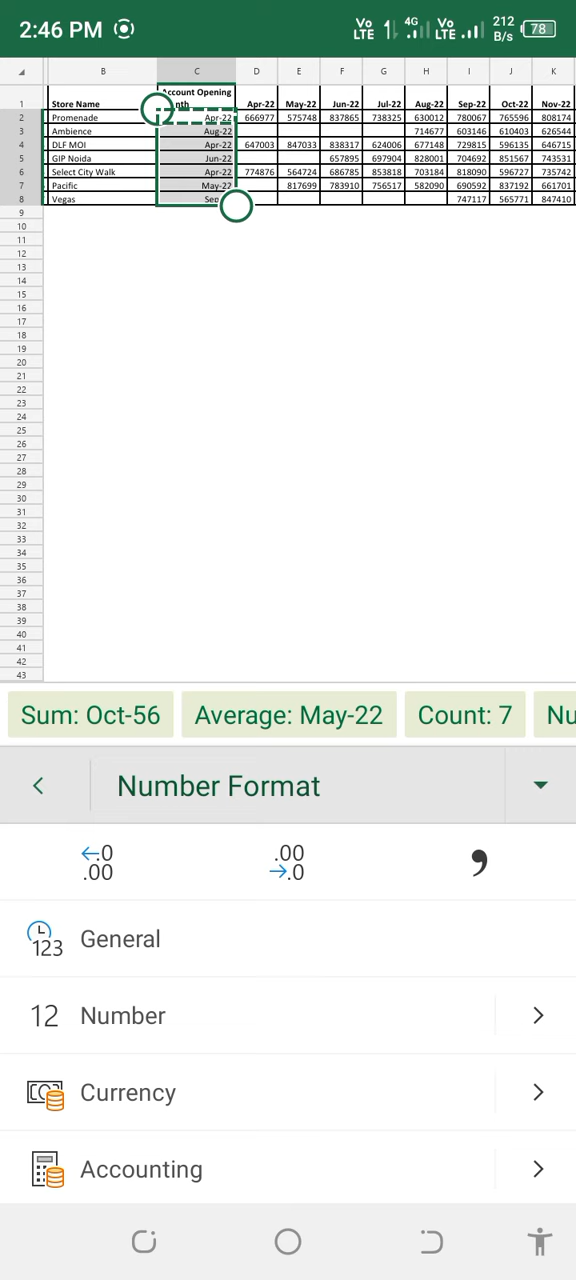 2:46 PM Vo LTE 4G Vo LTE 212 B/s 78
B C D E F G H I J K
1 Store Name Account Opening nth Apr-22 May-22 Jun-22 Jul-22 Aug-22 Sep-22 Oct-22 Nov-22
2 Promenade Apr-22 666977 575748 837865 738325 630012 780067 765596 808174
3 Ambience Aug-22 714677 603146 610403 626544
4 DLF MOI Apr-22 647003 847033 838317 624006 677148 729815 596135 646715
5 GIP Noida Jun-22 657895 697904 828001 704692 851567 743531
6 Select City Walk Apr-22 774876 564724 686785 853818 703184 818090 596727 735742
7 Pacific May-22 817699 783910 756517 582090 690592 837192 661701
8 Vegas Sep 747117 565771 847410
9
10
11
12
13
14
15
16
17
18
19
20
21
22
23
24
25
26
27
28
29
30
31
32
33
34
35
36
37
38
39
40
41
42
43
Sum: Oct-56 Average: May-22 Count: 7 Nu
Number Format
←.0 .00 .00 →.0 ,
123 General
12 Number
Currency
Accounting